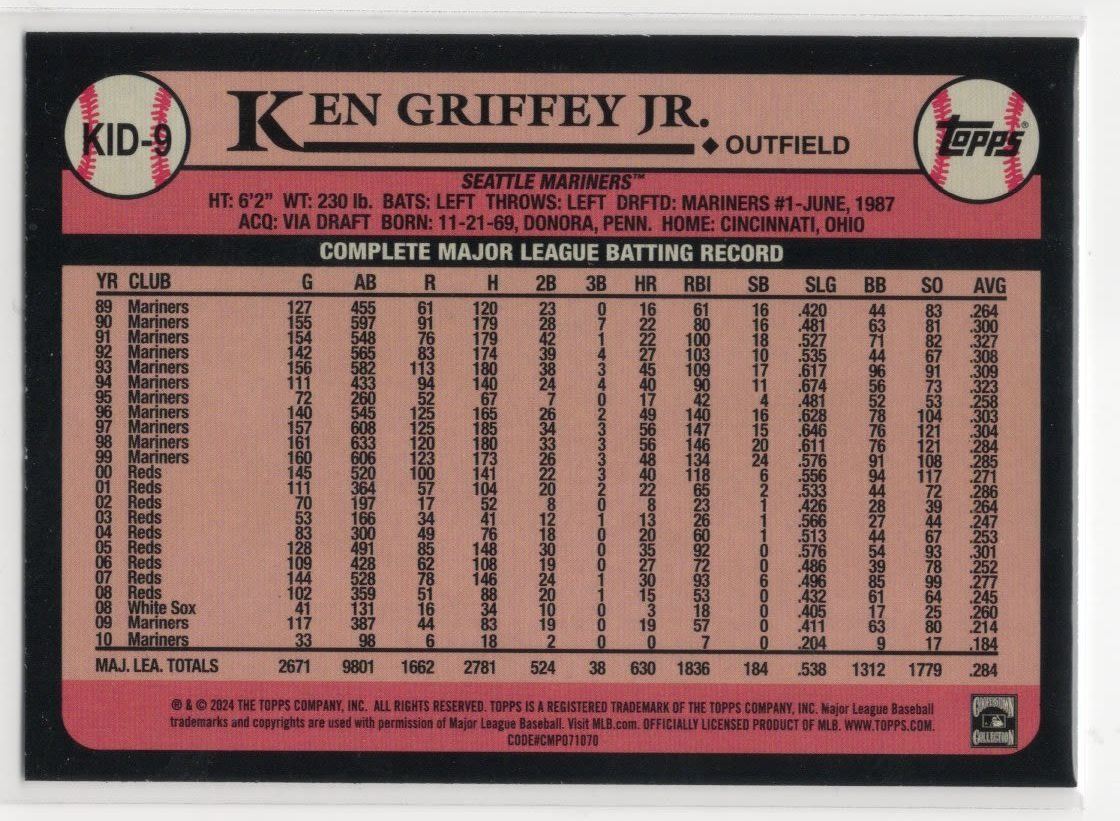 KID-9
KEN GRIFFEY JR.
◆ OUTFIELD
TOPPS®
SEATTLE MARINERS™
HT: 6'2" WT: 230 lb. BATS: LEFT THROWS: LEFT DRFTD: MARINERS #1-JUNE, 1987
ACQ: VIA DRAFT BORN: 11-21-69, DONORA, PENN. HOME: CINCINNATI, OHIO
COMPLETE MAJOR LEAGUE BATTING RECORD
YR CLUB G AB R H 2B 3B HR RBI SB SLG BB SO AVG
89 Mariners 127 455 61 120 23 0 16 61 16 .420 44 83 .264
90 Mariners 155 597 91 179 28 7 22 80 16 .481 63 81 .300
91 Mariners 154 548 76 179 42 1 22 100 18 .527 71 82 .327
92 Mariners 142 565 83 174 39 4 27 103 10 .535 44 67 .308
93 Mariners 156 582 113 180 38 3 45 109 17 .617 96 91 .309
94 Mariners 111 433 94 140 24 4 40 90 11 .674 56 73 .323
95 Mariners 72 260 52 67 7 0 17 42 4 .481 52 53 .258
96 Mariners 140 545 125 165 26 2 49 140 16 .628 78 104 .303
97 Mariners 157 608 125 185 34 3 56 147 15 .646 76 121 .304
98 Mariners 161 633 120 180 33 3 56 146 20 .611 76 121 .284
99 Mariners 160 606 123 173 26 3 48 134 24 .576 91 108 .285
00 Reds 145 520 100 141 22 3 40 118 6 .556 94 117 .271
01 Reds 111 364 57 104 20 2 22 65 2 .533 44 72 .286
02 Reds 70 197 17 52 8 0 8 23 1 .426 28 39 .264
03 Reds 53 166 34 41 12 1 13 26 1 .566 27 44 .247
04 Reds 83 300 49 76 18 0 20 60 1 .513 44 67 .253
05 Reds 128 491 85 148 30 0 35 92 0 .576 54 93 .301
06 Reds 109 428 62 108 19 0 27 72 0 .486 39 78 .252
07 Reds 144 528 78 146 24 1 30 93 6 .496 85 99 .277
08 Reds 102 359 51 88 20 1 15 53 0 .432 61 64 .245
08 White Sox 41 131 16 34 10 0 3 18 0 .405 17 25 .260
09 Mariners 117 387 44 83 19 0 19 57 0 .411 63 80 .214
10 Mariners 33 98 6 18 2 0 0 7 0 .204 9 17 .184
MAJ. LEA. TOTALS 2671 9801 1662 2781 524 38 630 1836 184 .538 1312 1779 .284
® & © 2024 THE TOPPS COMPANY, INC. ALL RIGHTS RESERVED. TOPPS IS A REGISTERED TRADEMARK OF THE TOPPS COMPANY, INC. Major League Baseball
trademarks and copyrights are used with permission of Major League Baseball. Visit MLB.com. OFFICIALLY LICENSED PRODUCT OF MLB. WWW.TOPPS.COM.
CODE#CMP071070
COOPERSTOWN
COLLECTION